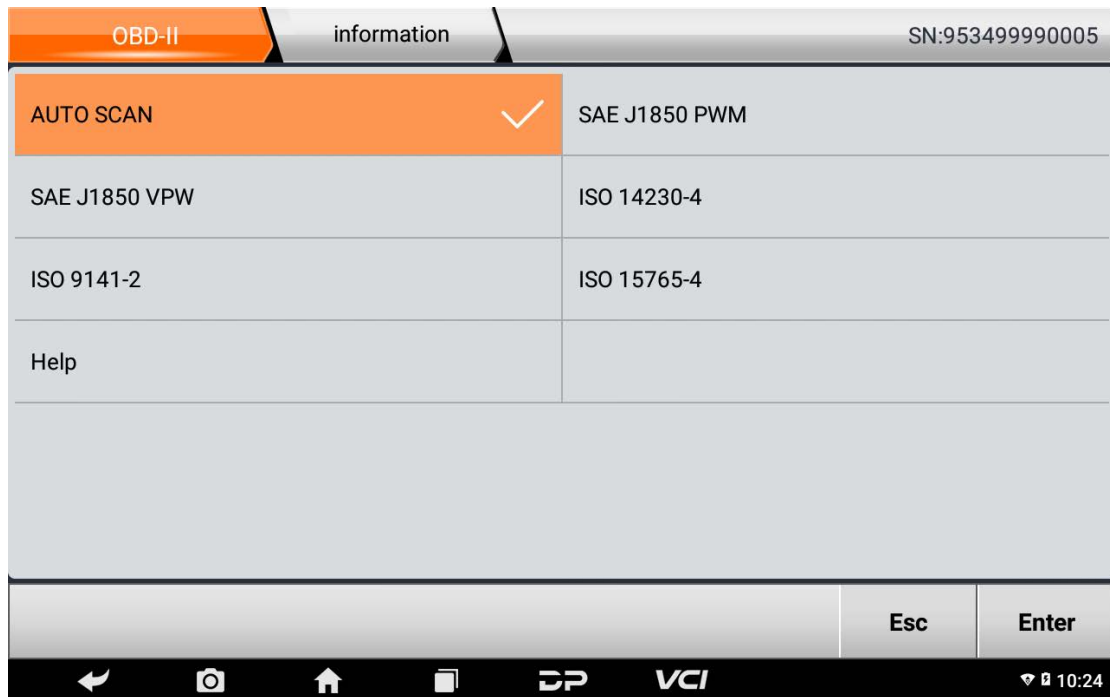 OBD-II
information
SN:953499990005
AUTO SCAN
SAE J1850 PWM
SAE J1850 VPW
ISO 14230-4
ISO 9141-2
ISO 15765-4
Help
Esc
Enter
DP
VCI
10:24